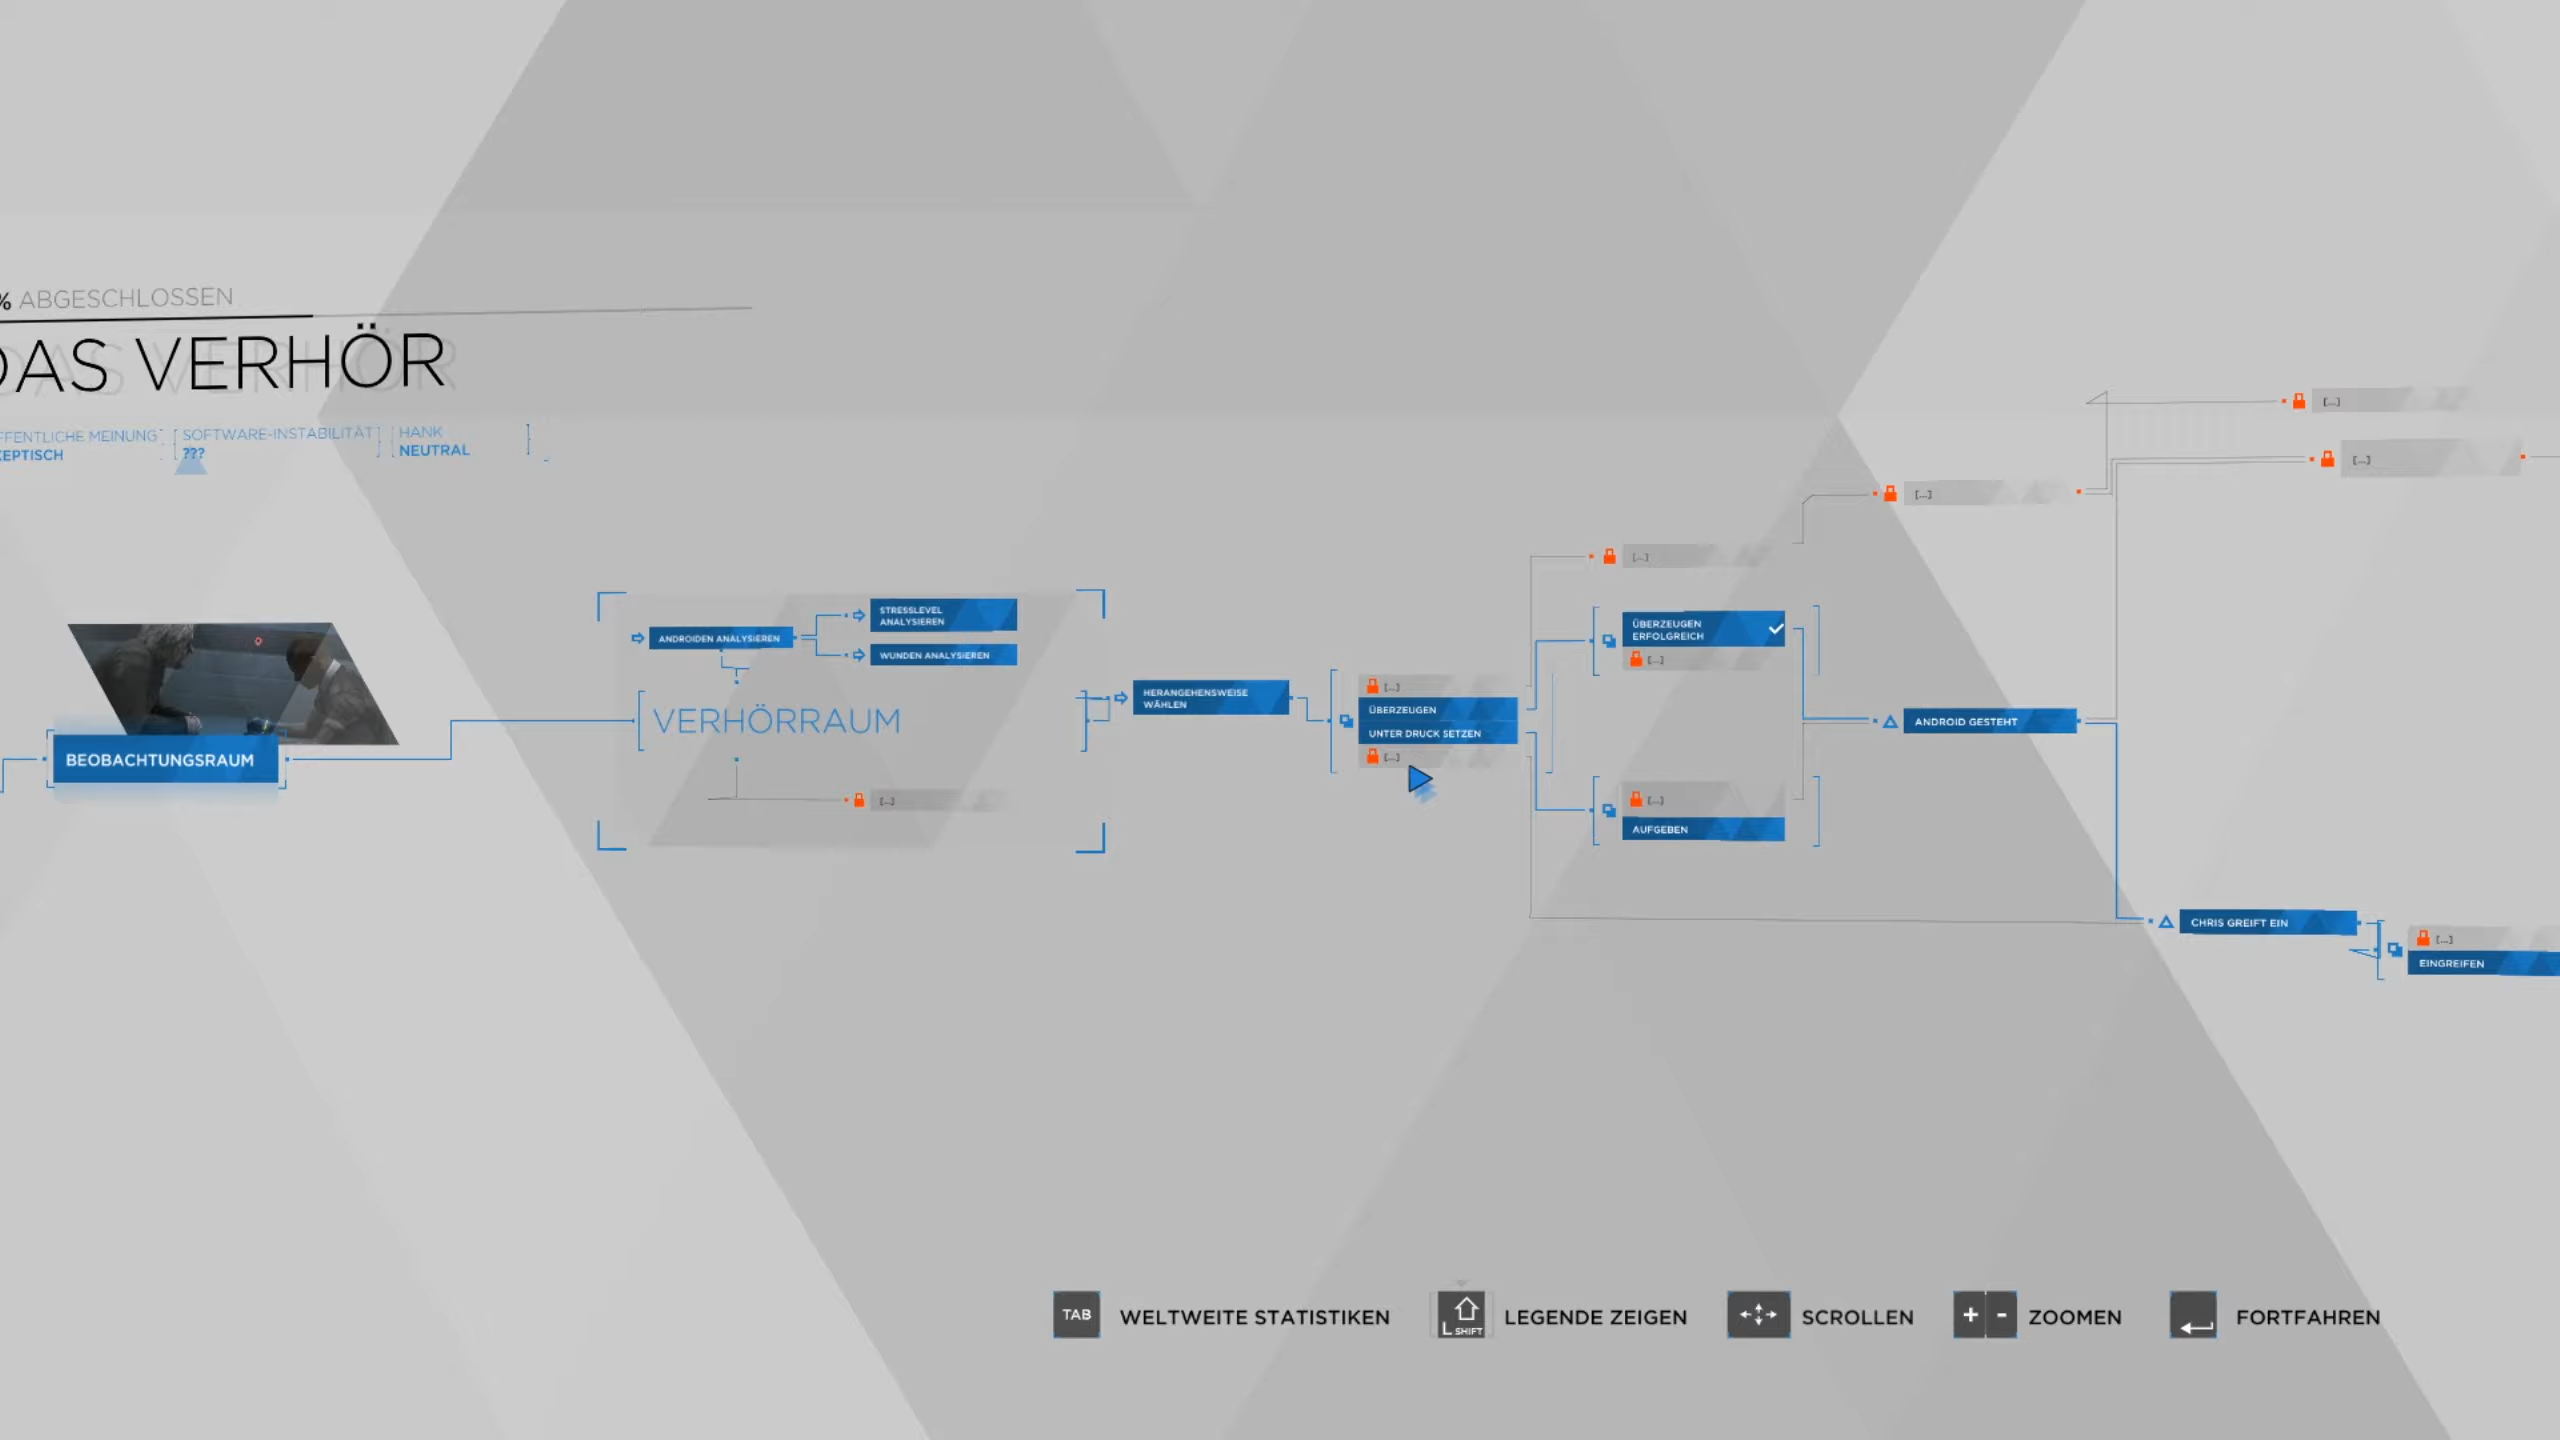 % ABGESCHLOSSEN
DAS VERHÖR
FFENTLICHE MEINUNG
EPTISCH
SOFTWARE-INSTABILITÄT
???
HANK
NEUTRAL
BEOBACHTUNGSRAUM
ANDROIDEN ANALYSIEREN
STRESSLEVEL
ANALYSIEREN
WUNDEN ANALYSIEREN
VERHÖRRAUM
[...]
HERANGEHENSWEISE
WÄHLEN
[...]
ÜBERZEUGEN
UNTER DRUCK SETZEN
[...]
[...]
ÜBERZEUGEN
ERFOLGREICH
[...]
[...]
AUFGEBEN
[...]
ANDROID GESTEHT
[...]
[...]
CHRIS GREIFT EIN
[...]
EINGREIFEN
TAB WELTWEITE STATISTIKEN
L SHIFT LEGENDE ZEIGEN
SCROLLEN
+ - ZOOMEN
FORTFAHREN